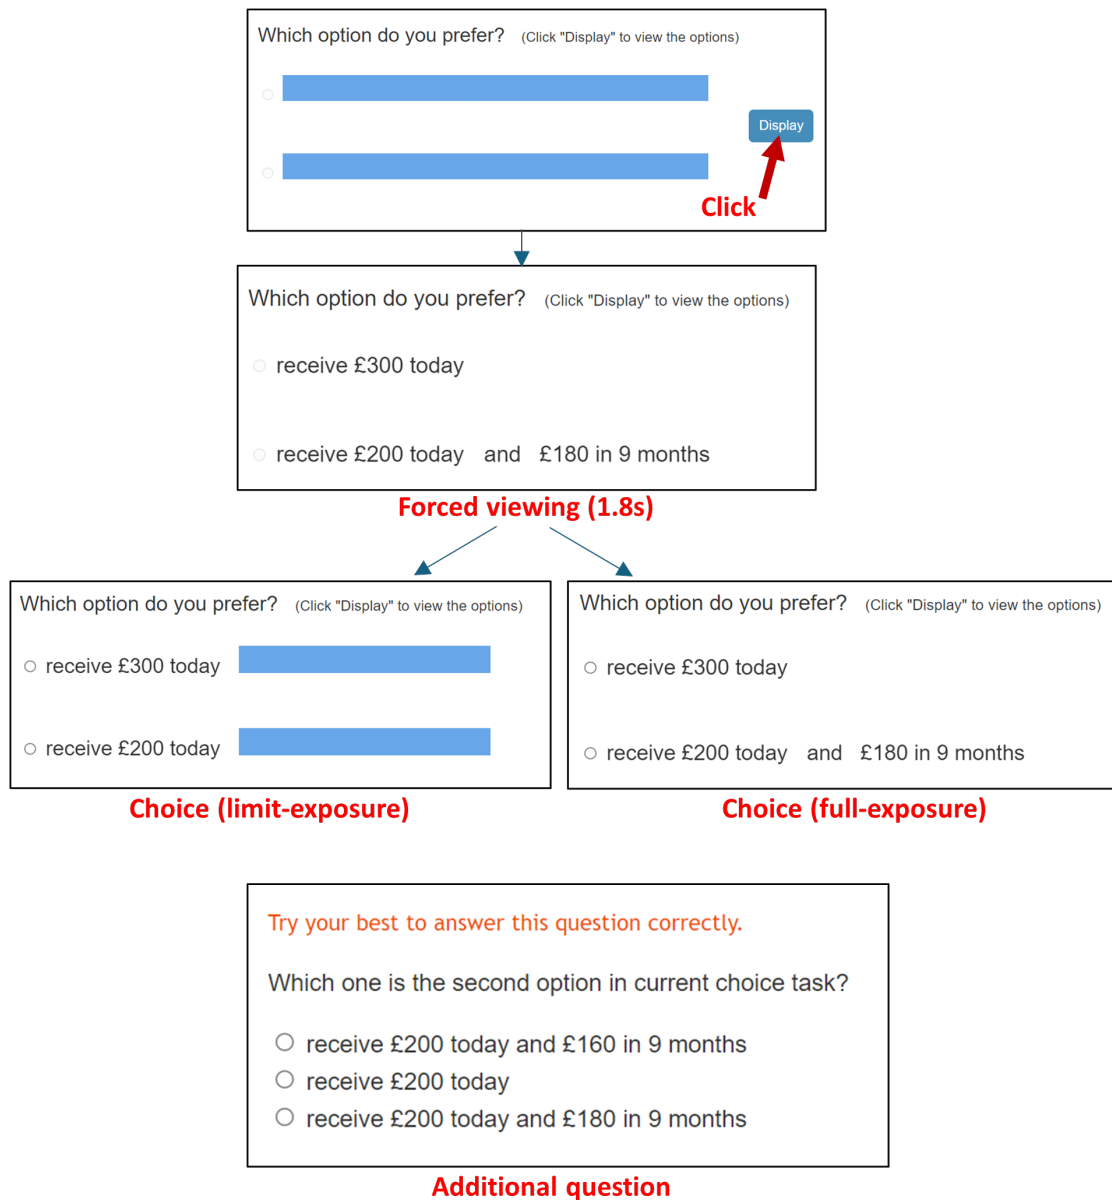 Which option do you prefer? (Click "Display" to view the options)
Display
Click
Which option do you prefer? (Click "Display" to view the options)
receive £300 today
receive £200 today and £180 in 9 months
Forced viewing (1.8s)
Which option do you prefer? (Click "Display" to view the options)
receive £300 today
receive £200 today
Choice (limit-exposure)
Which option do you prefer? (Click "Display" to view the options)
receive £300 today
receive £200 today and £180 in 9 months
Choice (full-exposure)
Try your best to answer this question correctly.
Which one is the second option in current choice task?
receive £200 today and £160 in 9 months
receive £200 today
receive £200 today and £180 in 9 months
Additional question